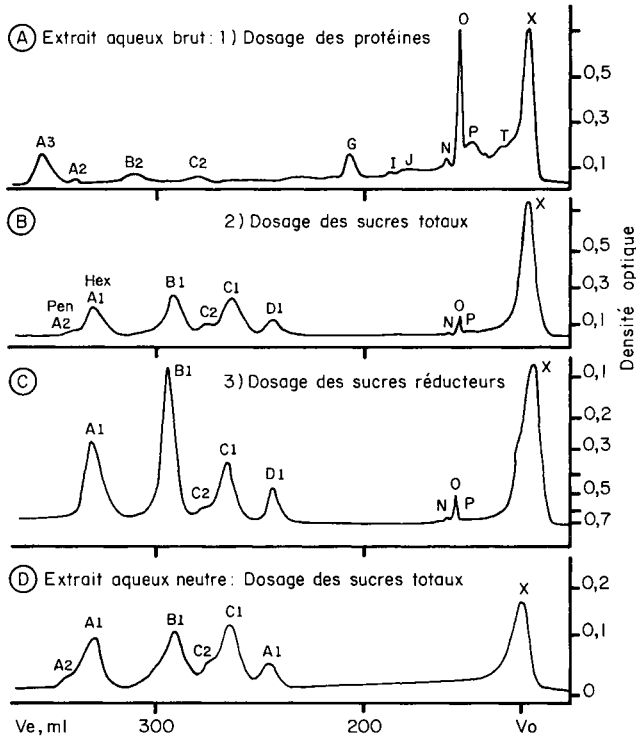 A Extrait aqueux brut: 1) Dosage des protéines
O
X
0,5
0,3
0,1
A3
A2
B2
C2
G
I
J
N
P
T
B 2) Dosage des sucres totaux
X
0,5
0,3
0,1
Densité optique
Pen
A2
Hex
A1
B1
C2
C1
D1
N
O
P
C 3) Dosage des sucres réducteurs
X
0,1
0,2
0,3
0,5
0,7
A1
B1
C2
C1
D1
N
O
P
D Extrait aqueux neutre: Dosage des sucres totaux
X
0,2
0,1
0
A2
A1
B1
C2
C1
A1
Ve, ml
300
200
Vo